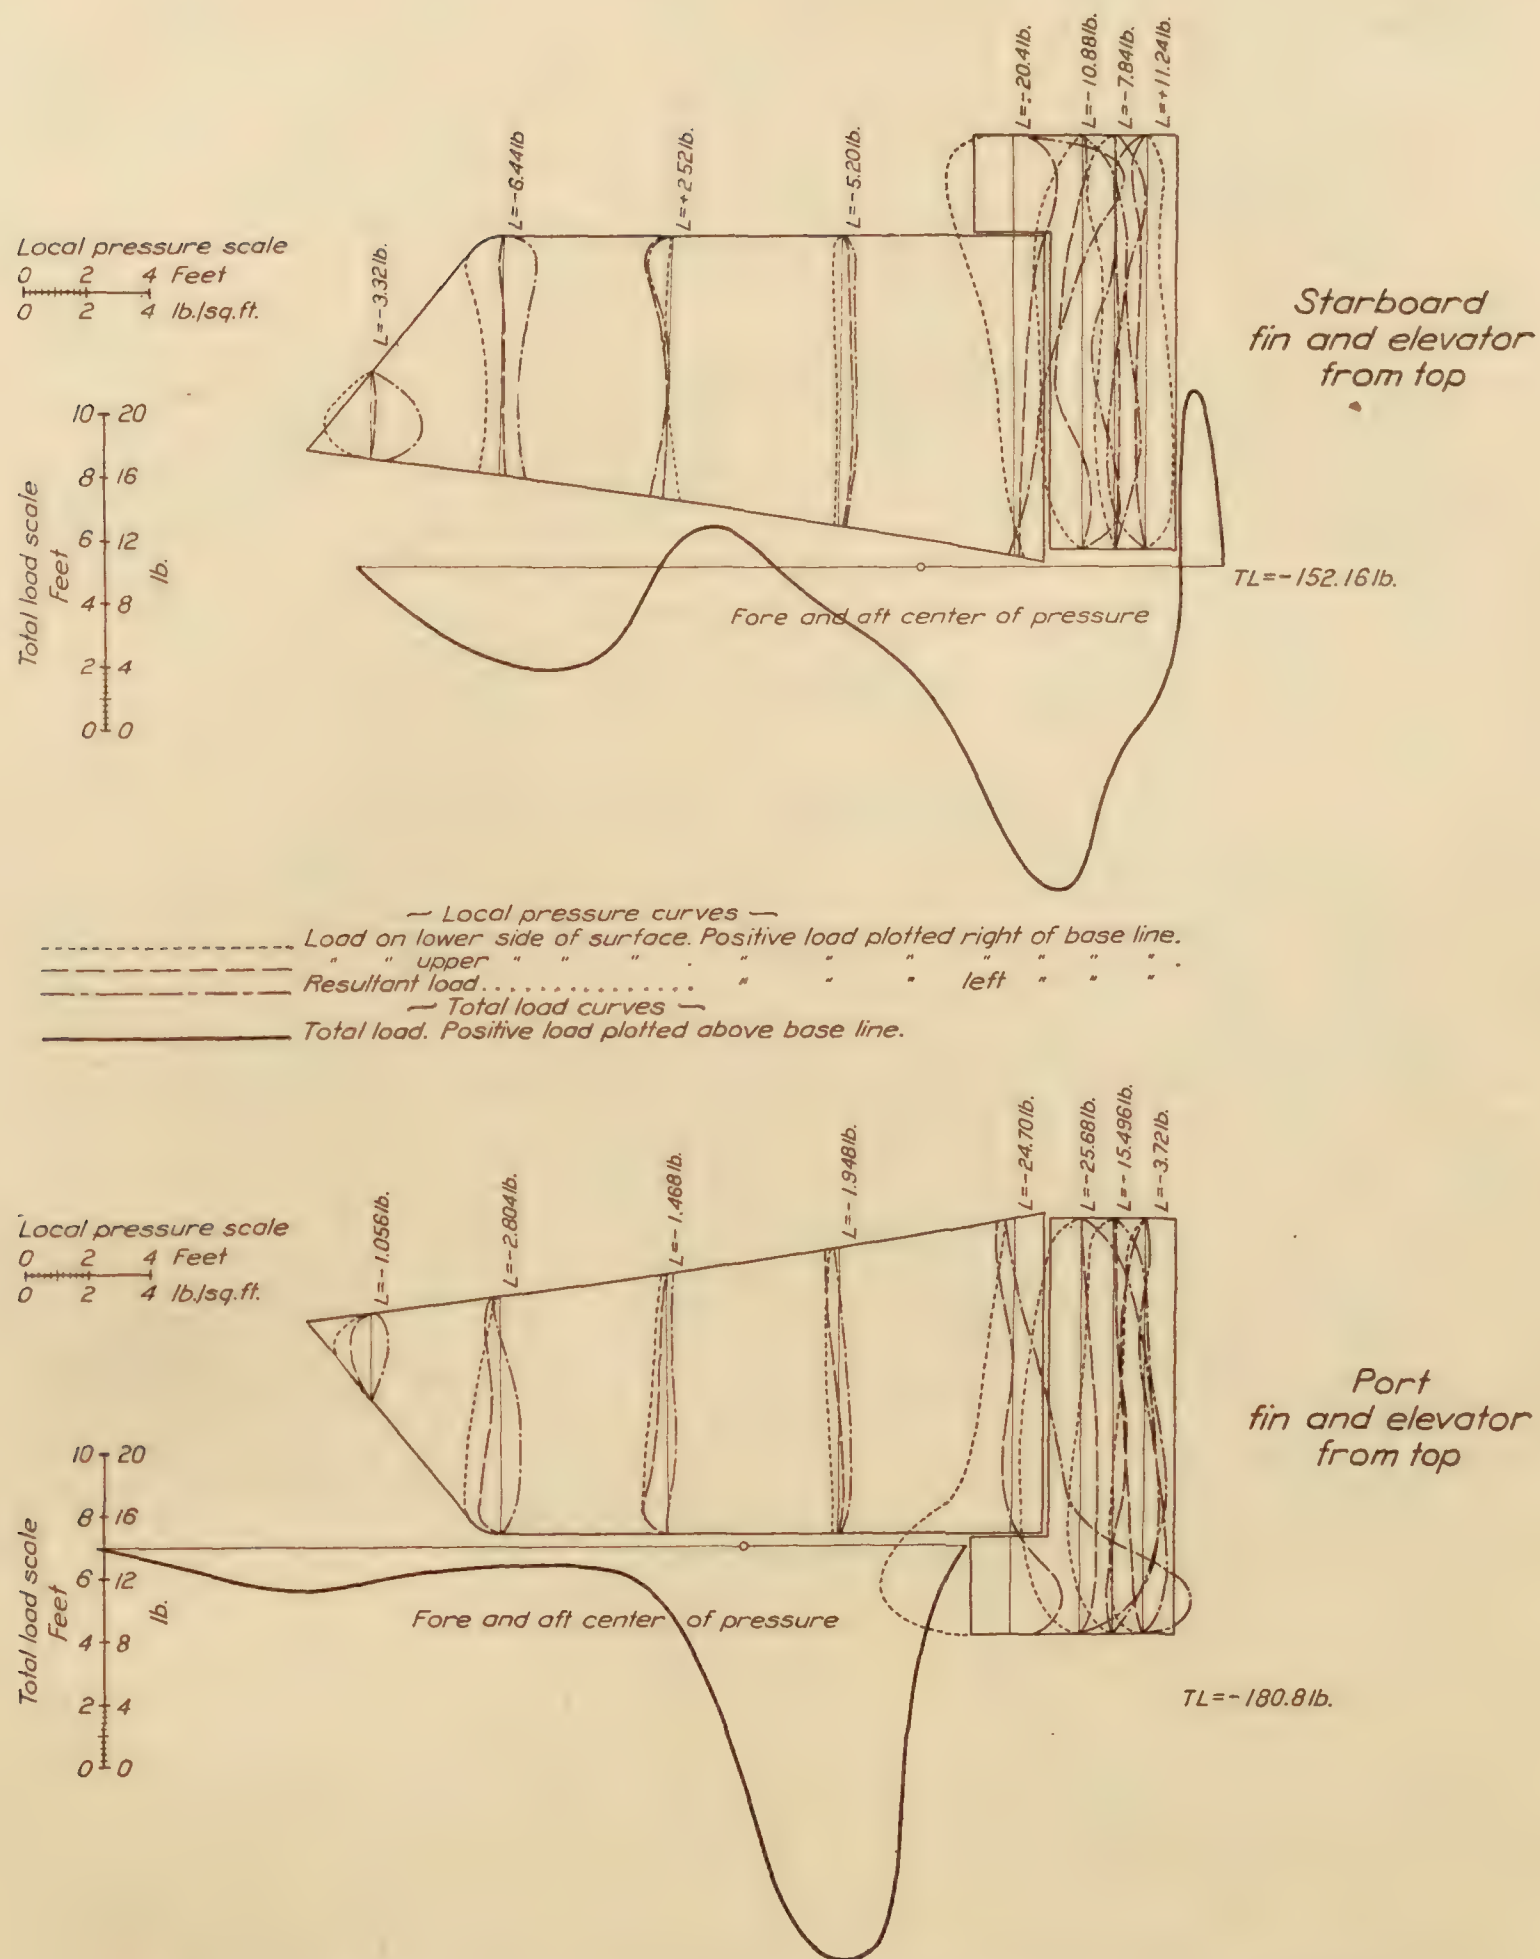 L=-3.32lb.
L=-6.44lb
L=+2.52lb.
L=-5.20lb.
L=-20.4lb.
L=-10.88lb.
L=-7.84lb.
L=+11.24lb.
Local pressure scale
0 2 4 Feet
0 2 4 lb./sq.ft.
Starboard
fin and elevator
from top
Total load scale
Feet
lb.
10 20
8 16
6 12
4 8
2 4
0 0
TL=-152.16lb.
Fore and aft center of pressure
— Local pressure curves —
Load on lower side of surface. Positive load plotted right of base line.
" " upper " " " . " " " " " " " .
Resultant load................ " " " left " " " .
— Total load curves —
Total load. Positive load plotted above base line.
L=-1.056lb.
L=-2.804lb.
L=-1.468lb.
L=-1.948lb.
L=-24.70lb.
L=-25.68lb.
L=-15.496lb.
L=-3.72lb.
Local pressure scale
0 2 4 Feet
0 2 4 lb./sq.ft.
Port
fin and elevator
from top
Total load scale
Feet
lb.
10 20
8 16
6 12
4 8
2 4
0 0
Fore and aft center of pressure
TL=-180.8lb.